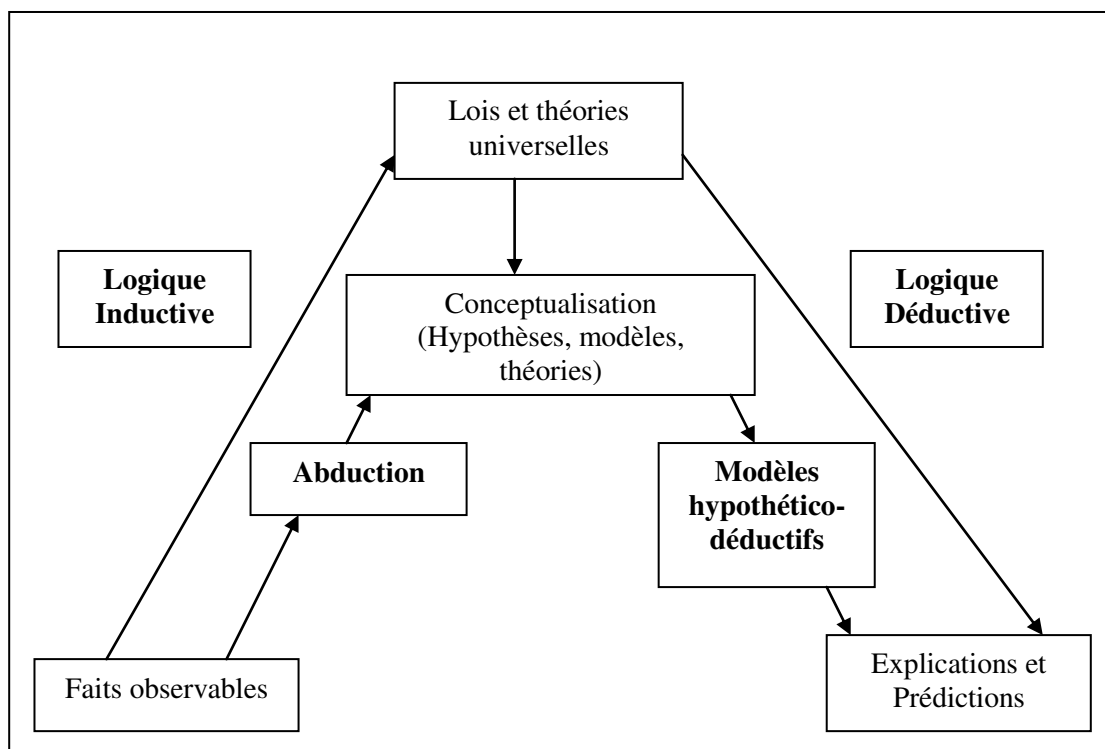 Lois et théories
universelles
Logique
Inductive
Logique
Déductive
Conceptualisation
(Hypothèses, modèles,
théories)
Abduction
Modèles
hypothético-
déductifs
Faits observables
Explications et
Prédictions